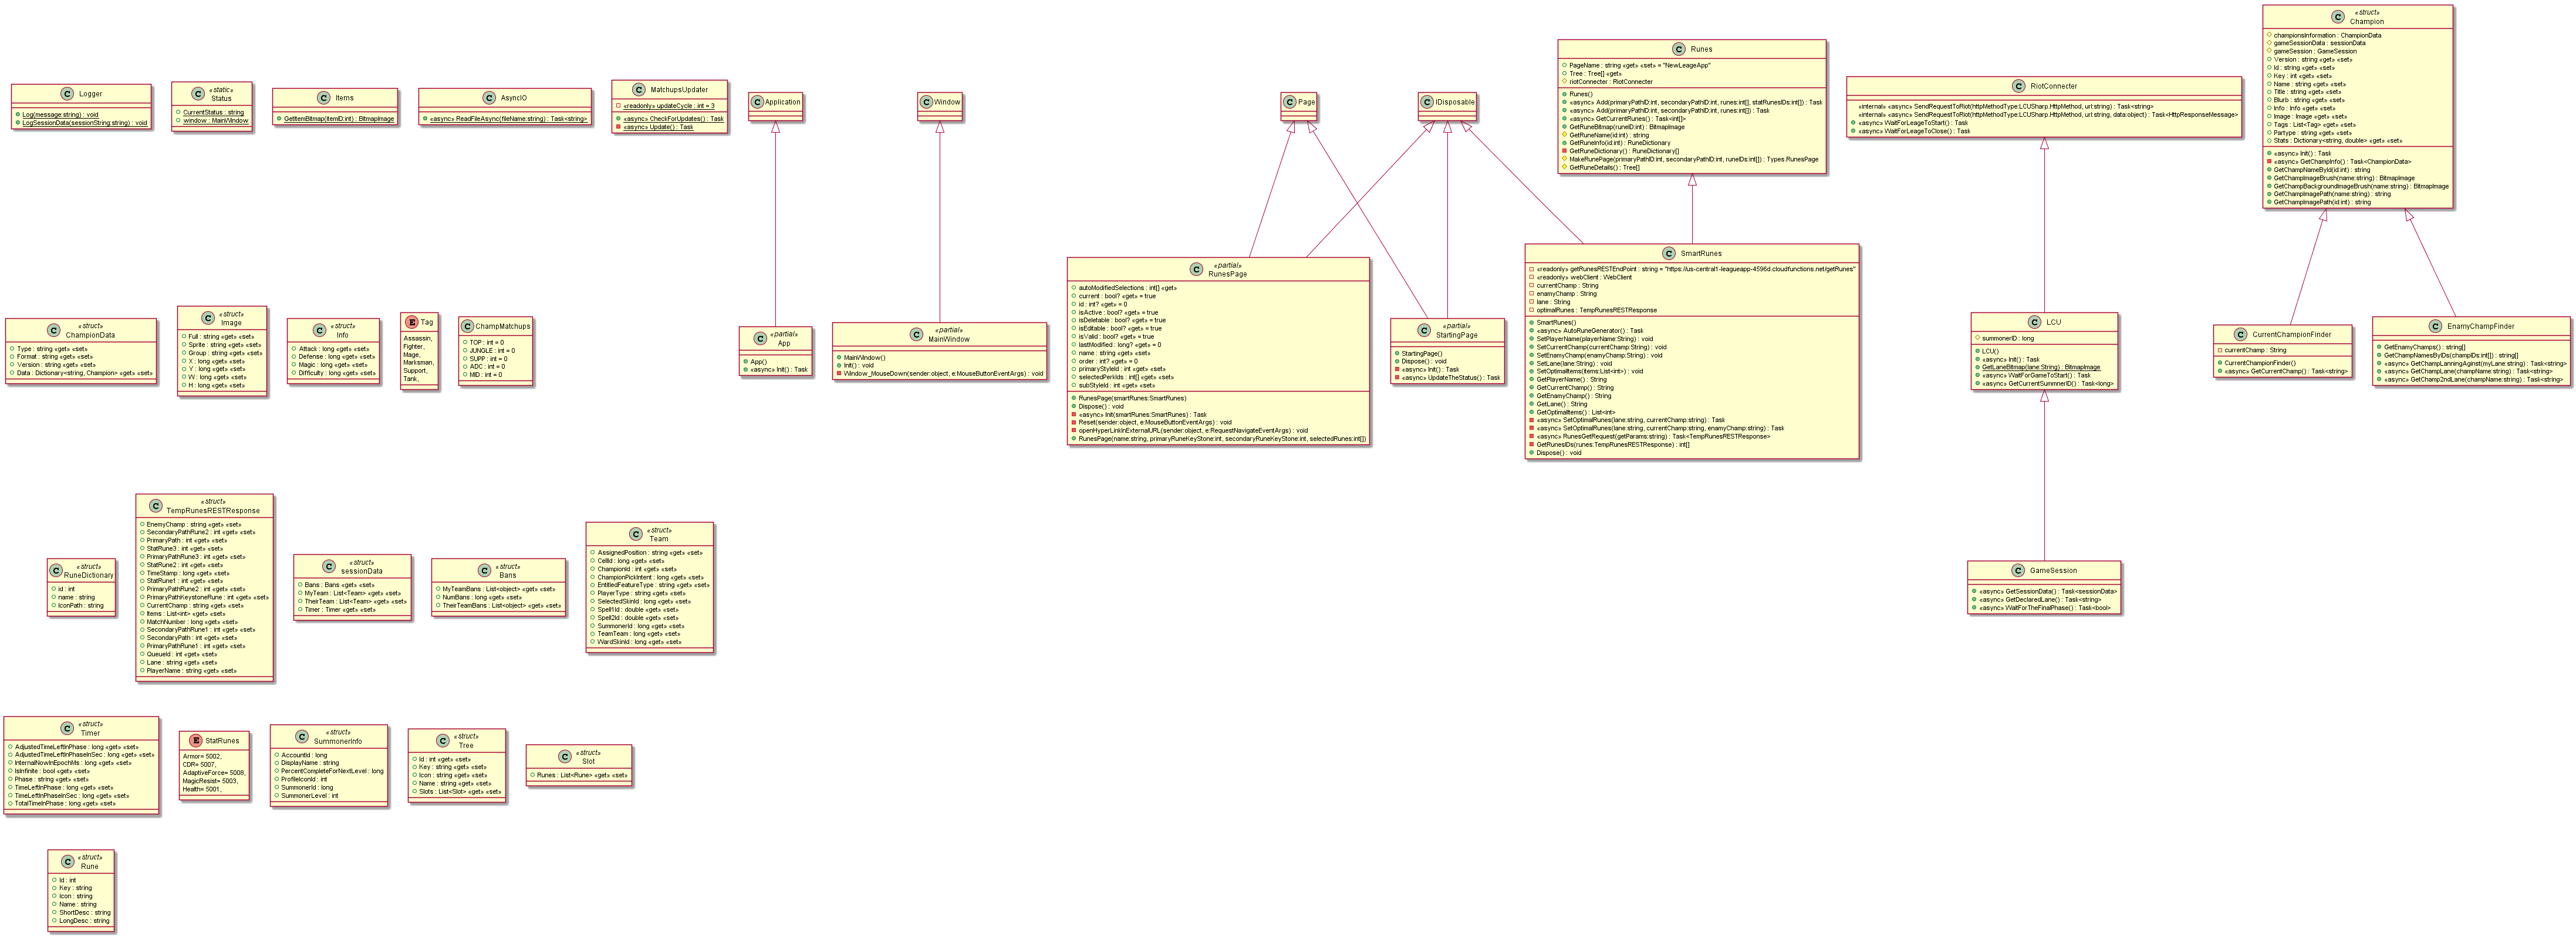 Logger
Log(message:string) : void
LogSessionData(sessionString:string) : void
«static»
Status
CurrentStatus : string
window : MainWindow
Items
GetItemBitmap(itemID:int) : BitmapImage
AsyncIO
«async» ReadFileAsync(fileName:string) : Task<string>
MatchupsUpdater
«readonly» updateCycle : int = 3
«async» CheckForUpdates() : Task
«async» Update() : Task
Application
Window
Page
IDisposable
Runes
PageName : string «get» «set» = "NewLeageApp"
Tree : Tree[] «get»
riotConnecter : RiotConnecter
Runes()
«async» Add(primaryPathID:int, secondaryPathID:int, runes:int[], statRunesIDs:int[]) : Task
«async» Add(primaryPathID:int, secondaryPathID:int, runes:int[]) : Task
«async» GetCurrentRunes() : Task<int[]>
GetRuneBitmap(runeID:int) : BitmapImage
GetRuneName(id:int) : string
GetRuneInfo(id:int) : RuneDictionary
GetRuneDictionary() : RuneDictionary[]
MakeRunePage(primaryPathID:int, secondaryPathID:int, runeIDs:int[]) : Types.RunesPage
GetRuneDetails() : Tree[]
RiotConnecter
«internal» «async» SendRequestToRiot(httpMethodType:LCUSharp.HttpMethod, url:string) : Task<string>
«internal» «async» SendRequestToRiot(httpMethodType:LCUSharp.HttpMethod, url:string, data:object) : Task<HttpResponseMessage>
«async» WaitForLeageToStart() : Task
«async» WaitForLeageToClose() : Task
«struct»
Champion
championsInformation : ChampionData
gameSessionData : sessionData
gameSession : GameSession
Version : string «get» «set»
Id : string «get» «set»
Key : int «get» «set»
Name : string «get» «set»
Title : string «get» «set»
Blurb : string «get» «set»
Info : Info «get» «set»
Image : Image «get» «set»
Tags : List<Tag> «get» «set»
Partype : string «get» «set»
Stats : Dictionary<string, double> «get» «set»
«async» Init() : Task
«async» GetChampInfo() : Task<ChampionData>
GetChampNameById(id:int) : string
GetChampImageBrush(name:string) : BitmapImage
GetChampBackgroundImageBrush(name:string) : BitmapImage
GetChampImagePath(name:string) : string
GetChampImagePath(id:int) : string
«struct»
ChampionData
Type : string «get» «set»
Format : string «get» «set»
Version : string «get» «set»
Data : Dictionary<string, Champion> «get» «set»
«struct»
Image
Full : string «get» «set»
Sprite : string «get» «set»
Group : string «get» «set»
X : long «get» «set»
Y : long «get» «set»
W : long «get» «set»
H : long «get» «set»
«struct»
Info
Attack : long «get» «set»
Defense : long «get» «set»
Magic : long «get» «set»
Difficulty : long «get» «set»
Tag
Assassin,
Fighter,
Mage,
Marksman,
Support,
Tank,
ChampMatchups
TOP : int = 0
JUNGLE : int = 0
SUPP : int = 0
ADC : int = 0
MID : int = 0
«partial»
App
App()
«async» Init() : Task
«partial»
MainWindow
MainWindow()
Init() : void
Window_MouseDown(sender:object, e:MouseButtonEventArgs) : void
«partial»
RunesPage
autoModifiedSelections : int[] «get»
current : bool? «get» = true
id : int? «get» = 0
isActive : bool? «get» = true
isDeletable : bool? «get» = true
isEditable : bool? «get» = true
isValid : bool? «get» = true
lastModified : long? «get» = 0
name : string «get» «set»
order : int? «get» = 0
primaryStyleId : int «get» «set»
selectedPerkIds : int[] «get» «set»
subStyleId : int «get» «set»
RunesPage(smartRunes:SmartRunes)
Dispose() : void
«async» Init(smartRunes:SmartRunes) : Task
Reset(sender:object, e:MouseButtonEventArgs) : void
openHyperLinkInExternalURL(sender:object, e:RequestNavigateEventArgs) : void
RunesPage(name:string, primaryRuneKeyStone:int, secondaryRuneKeyStone:int, selectedRunes:int[])
«partial»
StartingPage
StartingPage()
Dispose() : void
«async» Init() : Task
«async» UpdateTheStatus() : Task
SmartRunes
«readonly» getRunesRESTEndPoint : string = "https://us-central1-leagueapp-4596d.cloudfunctions.net/getRunes"
«readonly» webClient : WebClient
currentChamp : String
enamyChamp : String
lane : String
optimalRunes : TempRunesRESTResponse
SmartRunes()
«async» AutoRuneGenerator() : Task
SetPlayerName(playerName:String) : void
SetCurrentChamp(currentChamp:String) : void
SetEnamyChamp(enamyChamp:String) : void
SetLane(lane:String) : void
SetOptimalItems(items:List<int>) : void
GetPlayerName() : String
GetCurrentChamp() : String
GetEnamyChamp() : String
GetLane() : String
GetOptimalItems() : List<int>
«async» SetOptimalRunes(lane:string, currentChamp:string) : Task
«async» SetOptimalRunes(lane:string, currentChamp:string, enamyChamp:string) : Task
«async» RunesGetRequest(getParams:string) : Task<TempRunesRESTResponse>
GetRunesIDs(runes:TempRunesRESTResponse) : int[]
Dispose() : void
LCU
summonerID : long
LCU()
«async» Init() : Task
GetLaneBitmap(lane:String) : BitmapImage
«async» WaitForGameToStart() : Task
«async» GetCurrentSummnerID() : Task<long>
CurrentChampionFinder
currentChamp : String
CurrentChampionFinder()
«async» GetCurrentChamp() : Task<string>
EnamyChampFinder
GetEnamyChamps() : string[]
GetChampNamesByIDs(champIDs:int[]) : string[]
«async» GetChampLanningAginst(myLane:string) : Task<string>
«async» GetChampLane(champName:string) : Task<string>
«async» GetChamp2ndLane(champName:string) : Task<string>
«struct»
RuneDictionary
id : int
name : string
IconPath : string
«struct»
TempRunesRESTResponse
EnemyChamp : string «get» «set»
SecondaryPathRune2 : int «get» «set»
PrimaryPath : int «get» «set»
StatRune3 : int «get» «set»
PrimaryPathRune3 : int «get» «set»
StatRune2 : int «get» «set»
TimeStamp : long «get» «set»
StatRune1 : int «get» «set»
PrimaryPathRune2 : int «get» «set»
PrimaryPathKeystoneRune : int «get» «set»
CurrentChamp : string «get» «set»
Items : List<int> «get» «set»
MatchNumber : long «get» «set»
SecondaryPathRune1 : int «get» «set»
SecondaryPath : int «get» «set»
PrimaryPathRune1 : int «get» «set»
QueueId : int «get» «set»
Lane : string «get» «set»
PlayerName : string «get» «set»
«struct»
sessionData
Bans : Bans «get» «set»
MyTeam : List<Team> «get» «set»
TheirTeam : List<Team> «get» «set»
Timer : Timer «get» «set»
«struct»
Bans
MyTeamBans : List<object> «get» «set»
NumBans : long «get» «set»
TheirTeamBans : List<object> «get» «set»
«struct»
Team
AssignedPosition : string «get» «set»
CellId : long «get» «set»
ChampionId : int «get» «set»
ChampionPickIntent : long «get» «set»
EntitledFeatureType : string «get» «set»
PlayerType : string «get» «set»
SelectedSkinId : long «get» «set»
Spell1Id : double «get» «set»
Spell2Id : double «get» «set»
SummonerId : long «get» «set»
TeamTeam : long «get» «set»
WardSkinId : long «get» «set»
GameSession
«async» GetSessionData() : Task<sessionData>
«async» GetDeclaredLane() : Task<string>
«async» WaitForTheFinalPhase() : Task<bool>
«struct»
Timer
AdjustedTimeLeftInPhase : long «get» «set»
AdjustedTimeLeftInPhaseInSec : long «get» «set»
InternalNowInEpochMs : long «get» «set»
IsInfinite : bool «get» «set»
Phase : string «get» «set»
TimeLeftInPhase : long «get» «set»
TimeLeftInPhaseInSec : long «get» «set»
TotalTimeInPhase : long «get» «set»
StatRunes
Armor= 5002,
CDR= 5007,
AdaptiveForce= 5008,
MagicResist= 5003,
Health= 5001,
«struct»
SummonerInfo
AccountId : long
DisplayName : string
PercentCompleteForNextLevel : long
ProfileIconId : int
SummonerId : long
SummonerLevel : int
«struct»
Tree
Id : int «get» «set»
Key : string «get» «set»
Icon : string «get» «set»
Name : string «get» «set»
Slots : List<Slot> «get» «set»
«struct»
Slot
Runes : List<Rune> «get» «set»
«struct»
Rune
Id : int
Key : string
Icon : string
Name : string
ShortDesc : string
LongDesc : string